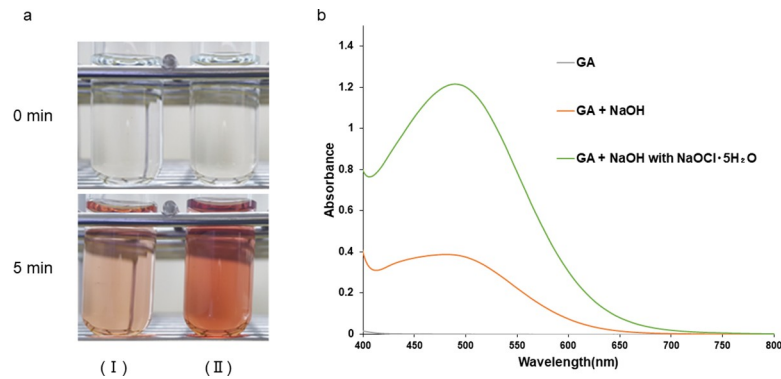 a
0 min
5 min
(Ⅰ)
(Ⅱ)
b
GA
GA + NaOH
GA + NaOH with NaOCl･5H₂O
Absorbance
1.4
1.2
1
0.8
0.6
0.4
0.2
0
400
450
500
550
600
650
700
750
800
Wavelength(nm)